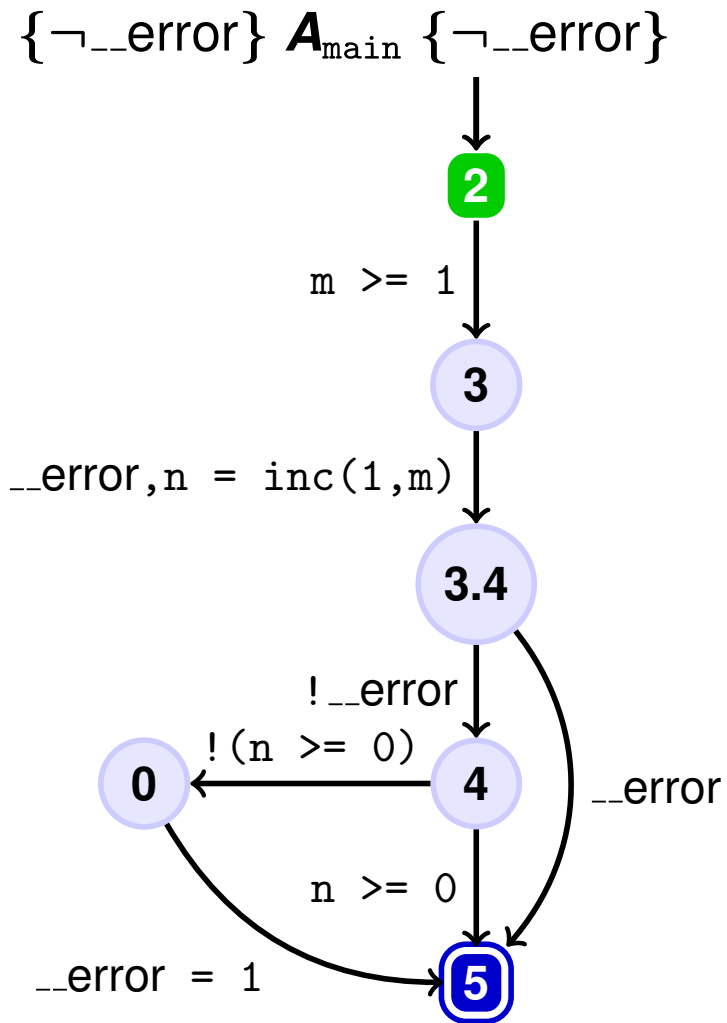 {¬__error} A_main {¬__error}
2
m >= 1
3
__error,n = inc(1,m)
3.4
!__error
!(n >= 0)
0
4
__error
n >= 0
__error = 1
5